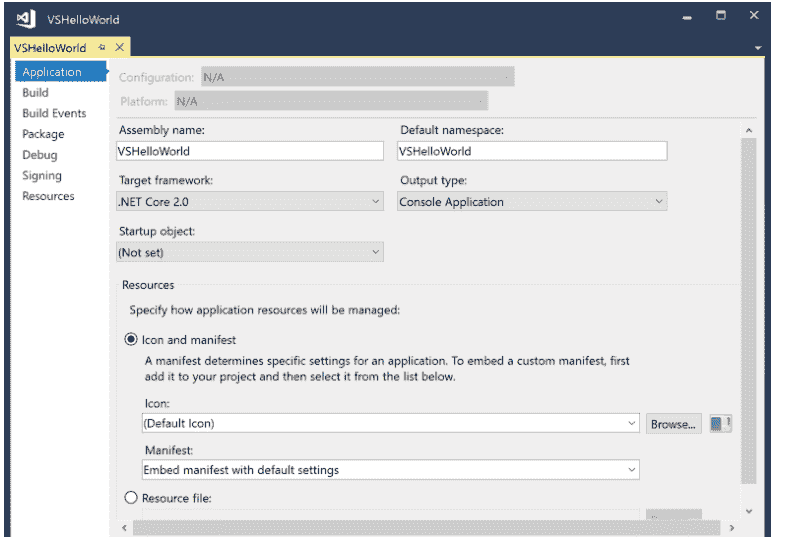 VSHelloWorld
VSHelloWorld
Application
Build
Build Events
Package
Debug
Signing
Resources
Configuration: N/A
Platform: N/A
Assembly name:
Default namespace:
VSHelloWorld
VSHelloWorld
Target framework:
Output type:
.NET Core 2.0
Console Application
Startup object:
(Not set)
Resources
Specify how application resources will be managed:
Icon and manifest
A manifest determines specific settings for an application. To embed a custom manifest, first
add it to your project and then select it from the list below.
Icon:
(Default Icon)
Browse...
Manifest:
Embed manifest with default settings
Resource file: